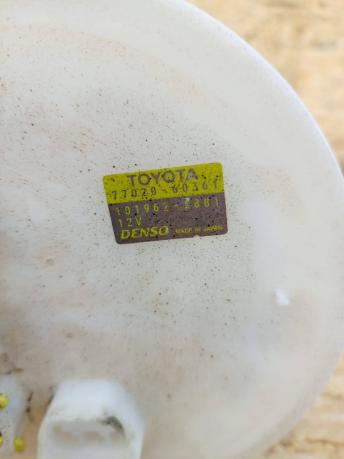 TOYOTA
77020-60361
101962-2881
12V
DENSO MADE IN JAPAN